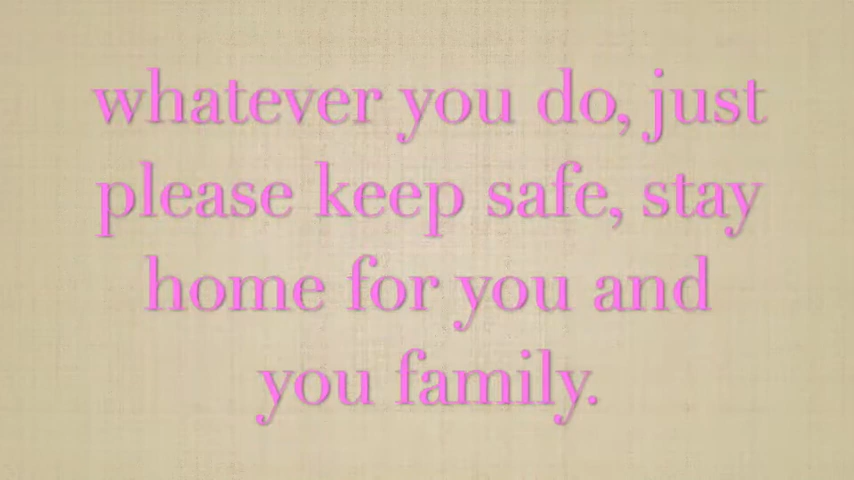 whatever you do, just
please keep safe, stay
home for you and
you family.